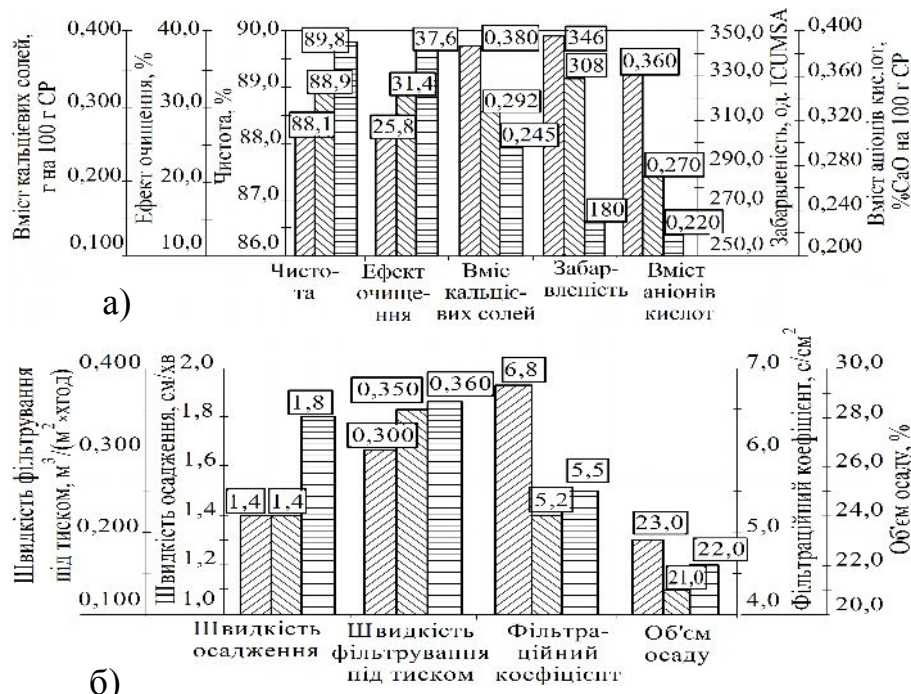 Вміст кальцієвих солей,
г на 100 г СР
0,400
0,300
0,200
0,100
Ефект очищення, %
40,0
30,0
20,0
10,0
Чистота, %
90,0
89,0
88,0
87,0
86,0
89,8
88,9
88,1
37,6
31,4
25,8
0,380
0,292
0,245
346
308
180
0,360
0,270
0,220
350,0
330,0
310,0
290,0
270,0
250,0
Забарвленість, од. ICUMSA
0,400
0,360
0,320
0,280
0,240
0,200
Вміст аніонів кислот,
%СаО на 100 г СР
Чисто-
та
Ефект
очище-
ння
Вміс
кальціє-
вих солей
Забар-
вленість
Вміст
аніонів
кислот
а)
Швидкість фільтрування
під тиском, м³/(м²×хгод)
0,400
0,300
0,200
0,100
Швидкість осадження, см/хв
2,0
1,8
1,6
1,4
1,2
1,0
1,4
1,4
1,8
0,300
0,350
0,360
6,8
5,2
5,5
23,0
21,0
22,0
7,0
6,0
5,0
4,0
Фільтраційний коефіцієнт, с/см²
30,0
28,0
26,0
24,0
22,0
20,0
Об'єм осаду, %
Швидкість
осадження
Швидкість
фільтрування
під тиском
Фільтра-
ційний
коефіцієнт
Об'єм
осаду
б)